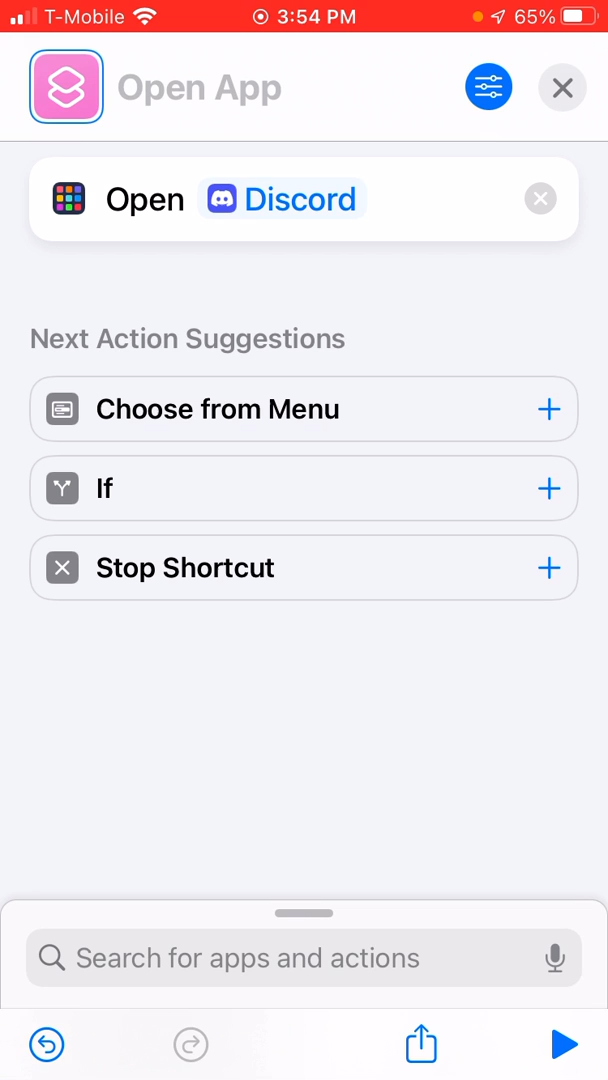 T-Mobile 3:54 PM 65%
Open App
Open Discord
Next Action Suggestions
Choose from Menu
If
Stop Shortcut
Search for apps and actions